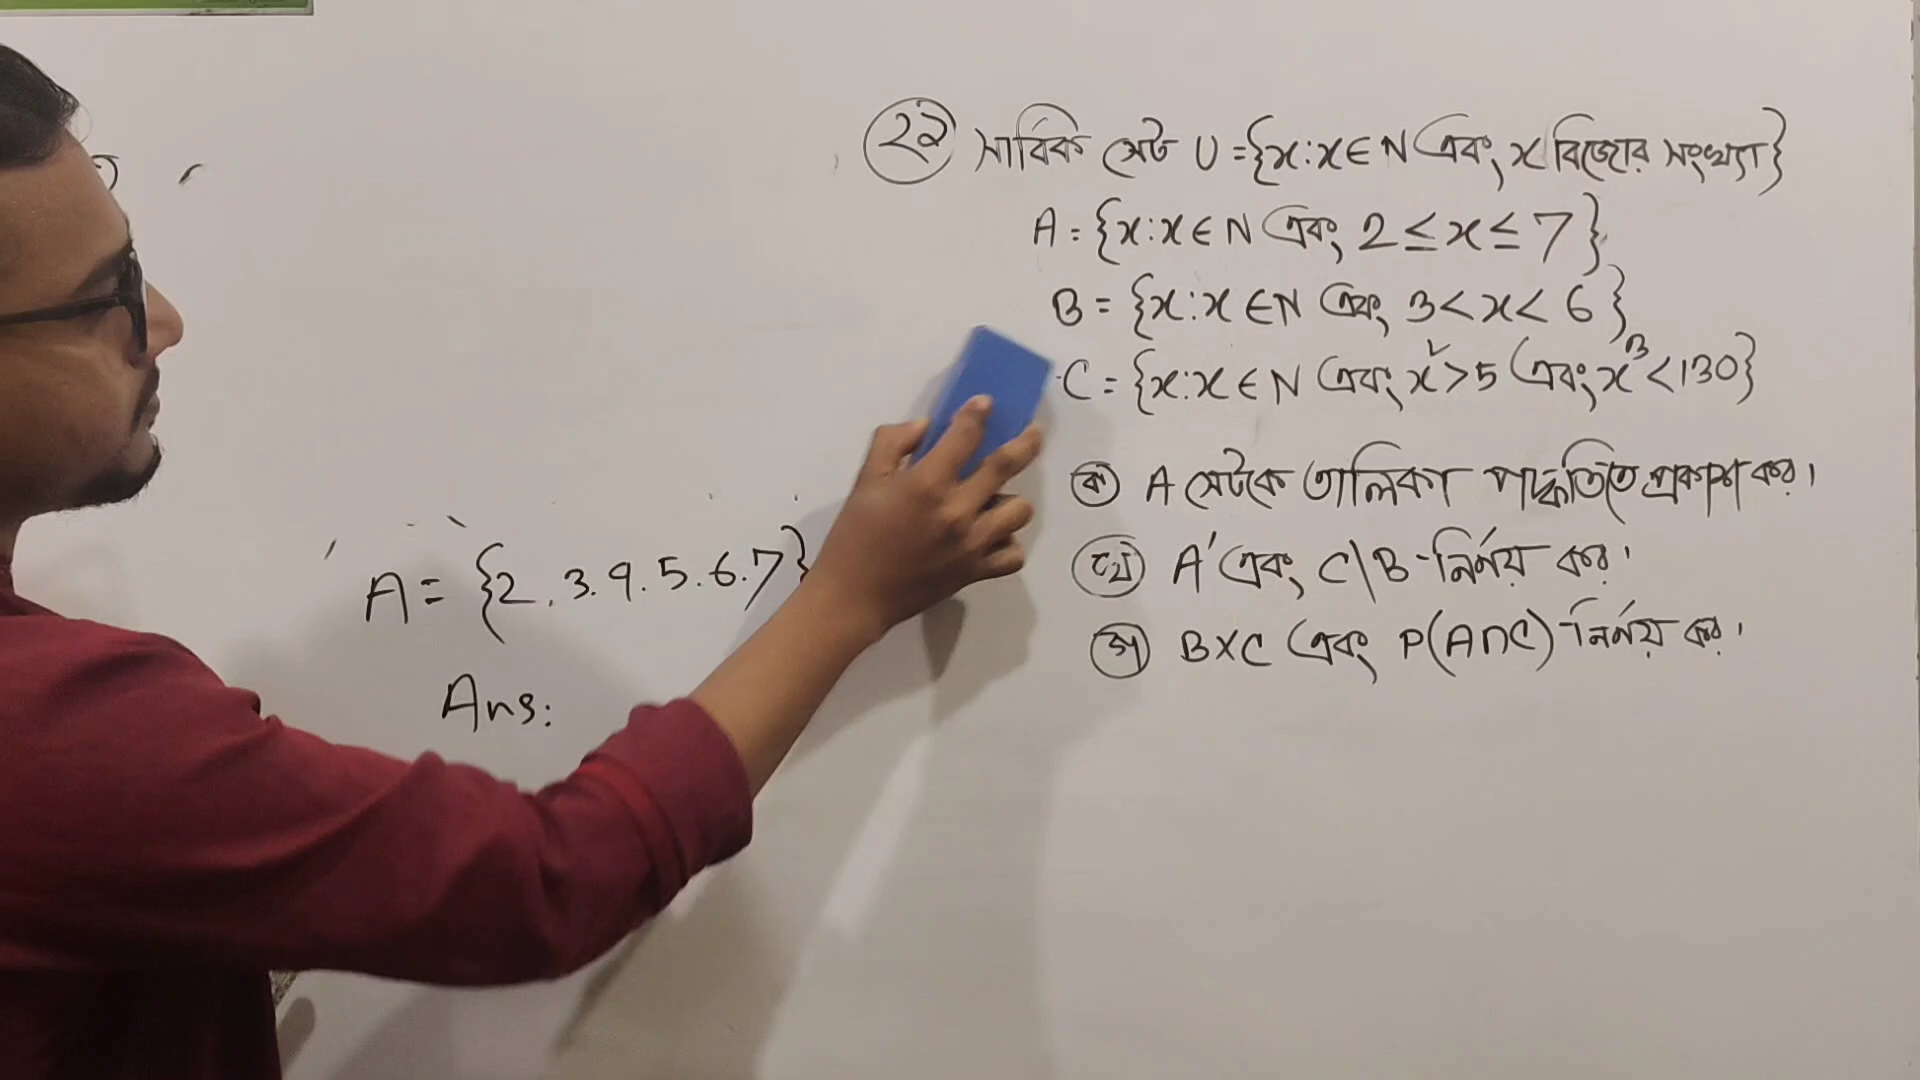 ২২ সার্বিক সেট U = {x : x ∈ N এবং x বিজোর সংখ্যা}
A = {x : x ∈ N এবং 2 ≤ x ≤ 7}
B = {x : x ∈ N এবং 3 < x < 6}
C = {x : x ∈ N এবং x² > 5 এবং x³ < 130}
ক A সেটকে তালিকা পদ্ধতিতে প্রকাশ কর।
খ A′ এবং C\B নির্ণয় কর।
গ B×C এবং P(A∩C) নির্ণয় কর।
A = {2, 3, 4, 5, 6, 7}
Ans: